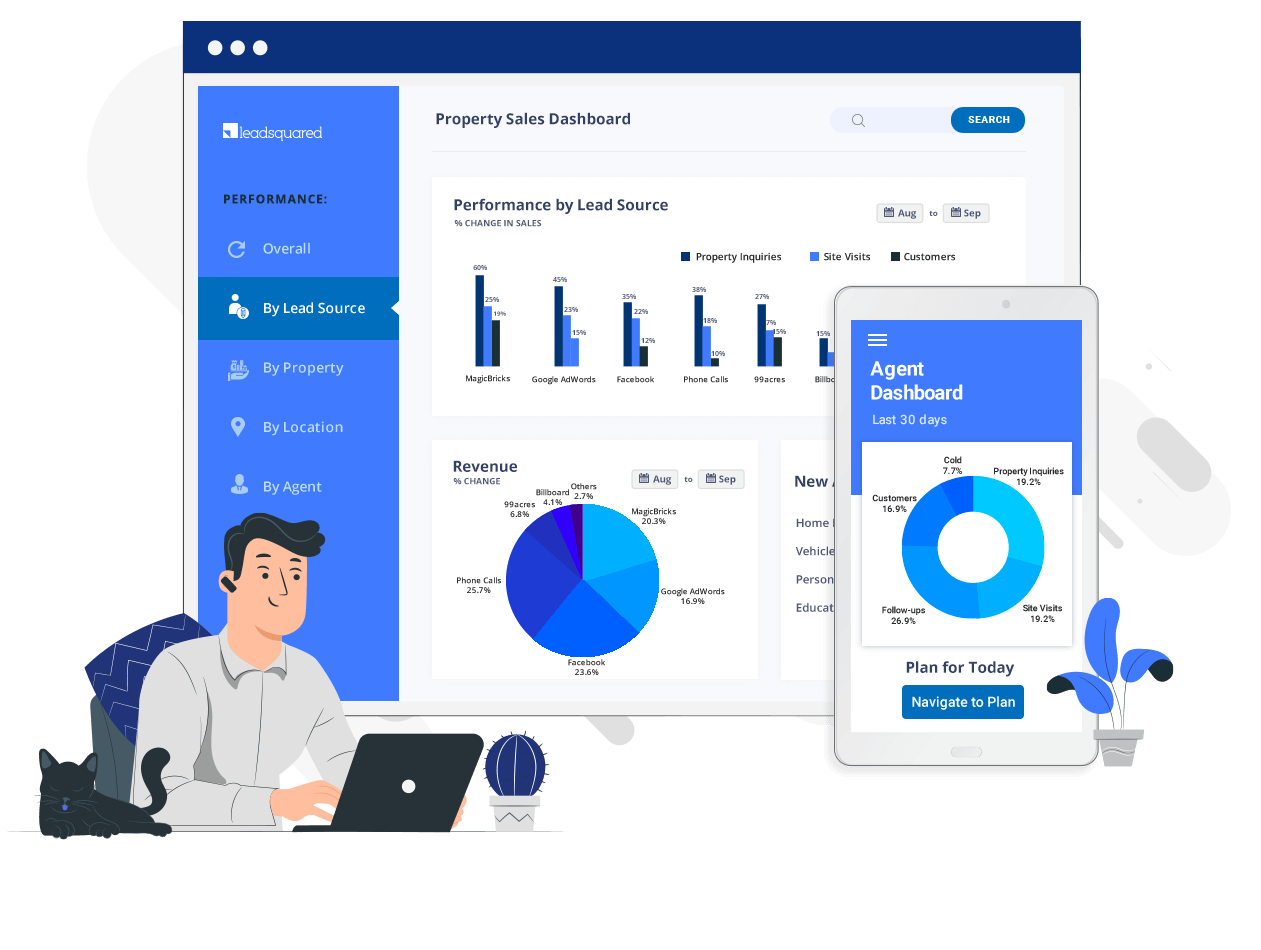 leadsquared
PERFORMANCE:
Overall
By Lead Source
By Property
By Location
By Agent
Property Sales Dashboard
SEARCH
Performance by Lead Source
% CHANGE IN SALES
Aug to Sep
Property Inquiries Site Visits Customers
60% 25% 19%
45% 23% 15%
35% 22% 12%
38% 18% 10%
27% 7% 15%
15%
MagicBricks Google AdWords Facebook Phone Calls 99acres Billbo
Revenue
% CHANGE
Aug to Sep
Others
2.7%
Billboard
4.1%
99acres
6.8%
MagicBricks
20.3%
Phone Calls
25.7%
Google AdWords
16.9%
Facebook
23.6%
New
Home
Vehicle
Person
Educat
Agent
Dashboard
Last 30 days
Cold
7.7%
Property Inquiries
19.2%
Customers
16.9%
Follow-ups
26.9%
Site Visits
19.2%
Plan for Today
Navigate to Plan